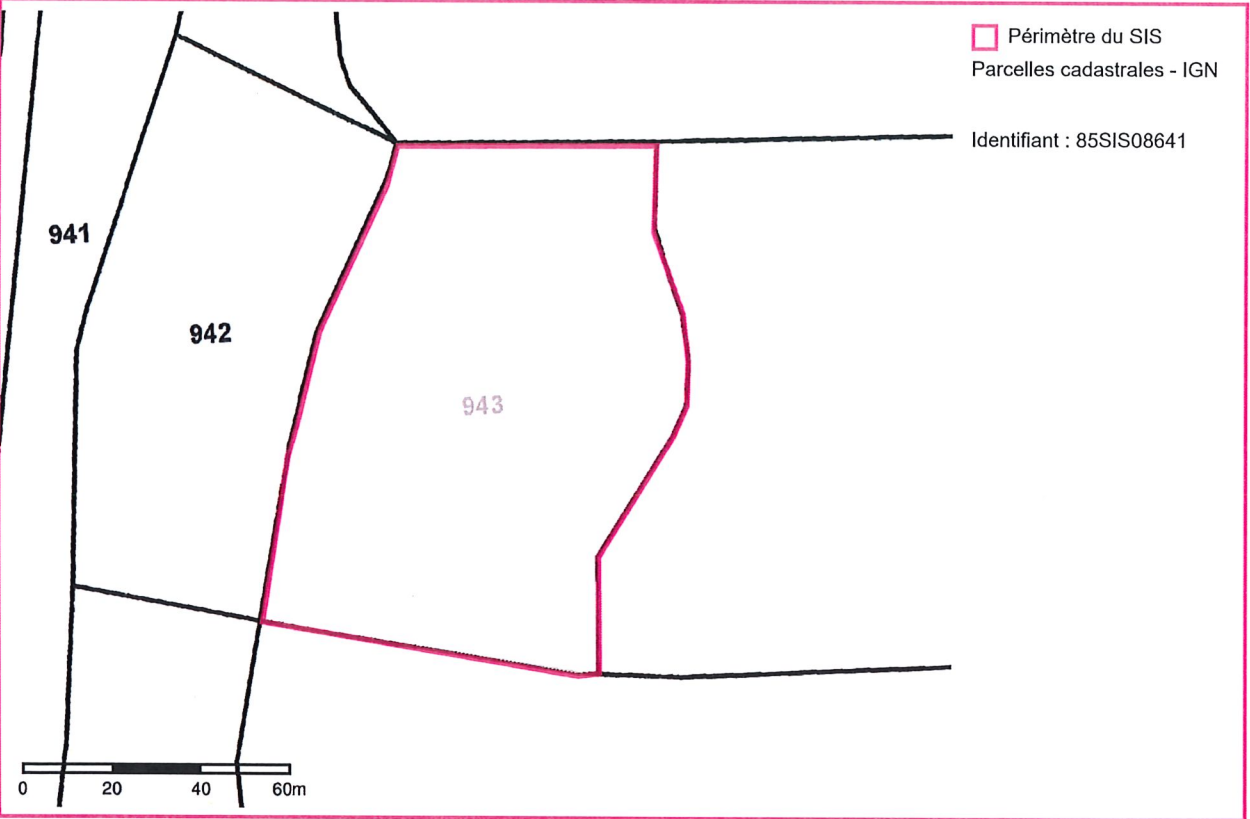 Périmètre du SIS
Parcelles cadastrales - IGN
Identifiant : 85SIS08641
941
942
943
0 20 40 60m